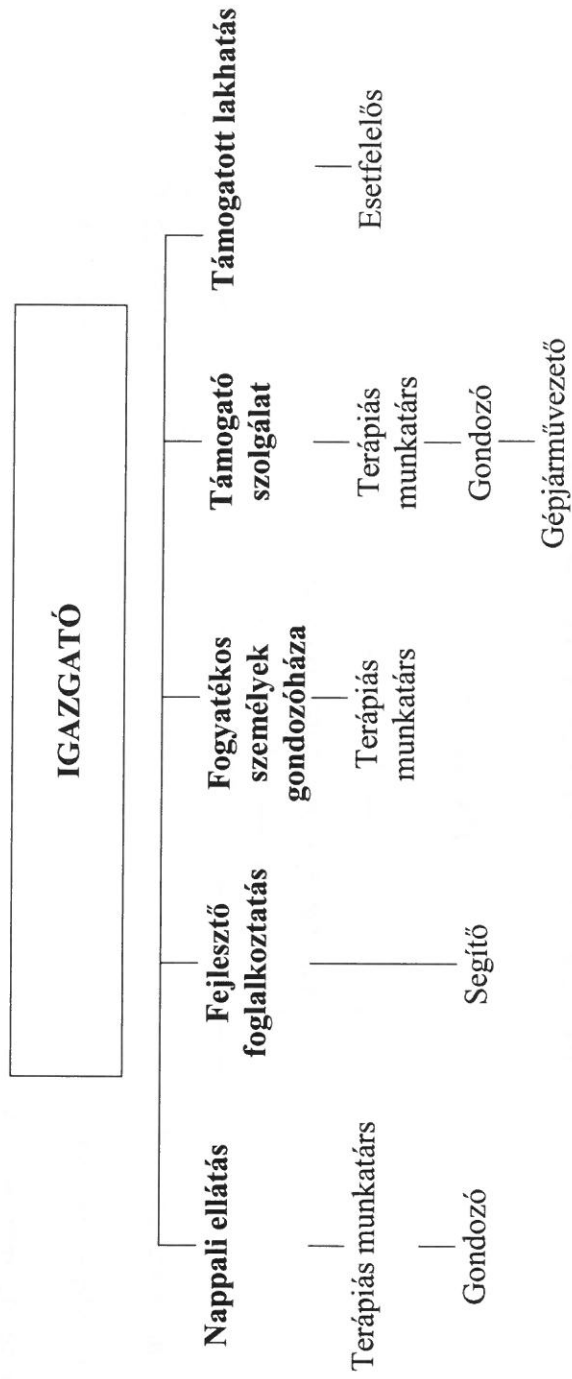 IGAZGATÓ
Nappali ellátás
Terápiás munkatárs
Gondozó
Fejlesztő
foglalkoztatás
Segítő
Fogyatékos
személyek
gondozóháza
Terápiás
munkatárs
Támogató
szolgálat
Terápiás
munkatárs
Gondozó
Gépjárművezető
Támogatott lakhatás
Esetfelelős